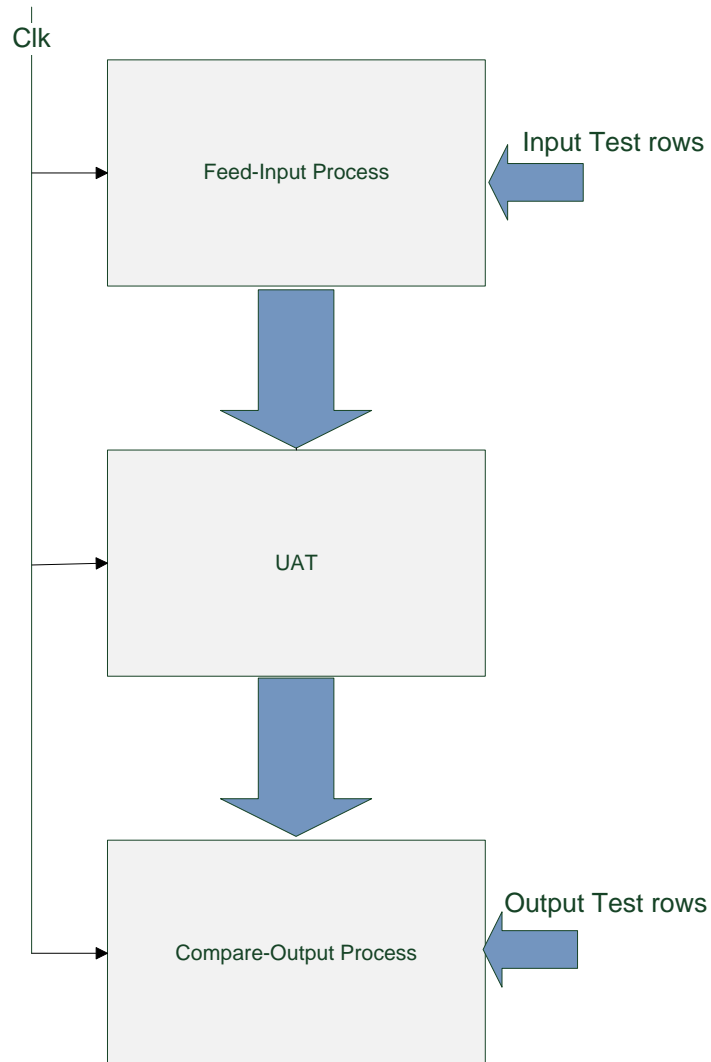 Clk
Input Test rows
Feed-Input Process
UAT
Output Test rows
Compare-Output Process